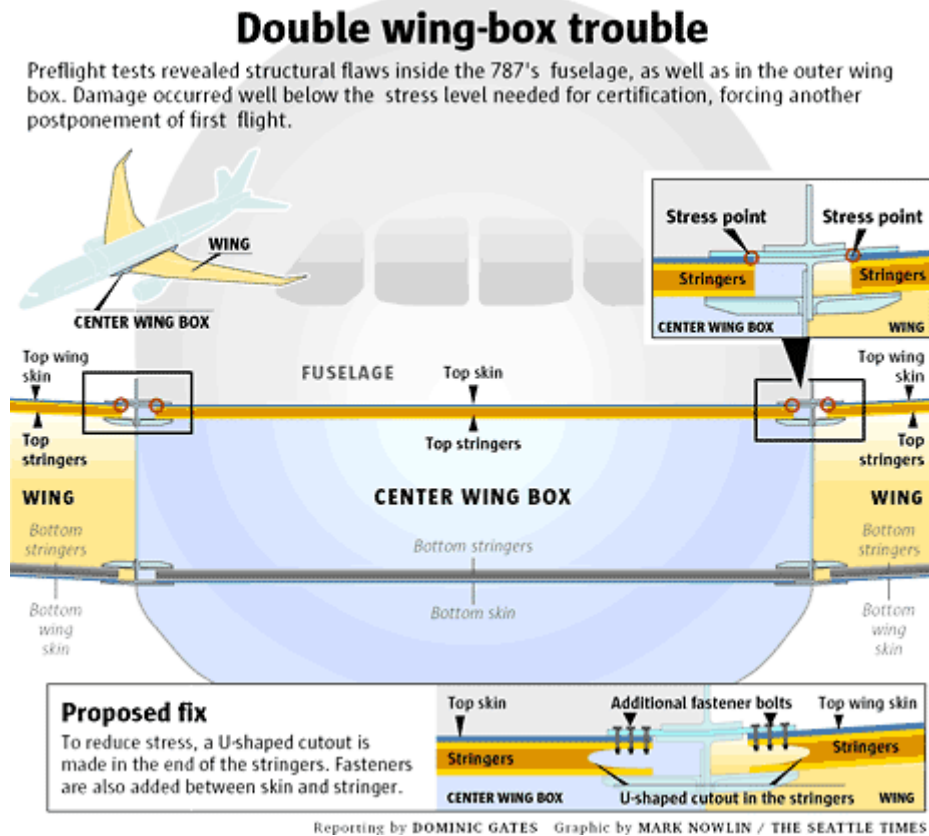 Double wing-box trouble
Preflight tests revealed structural flaws inside the 787's fuselage, as well as in the outer wing
box. Damage occurred well below the stress level needed for certification, forcing another
postponement of first flight.
WING
CENTER WING BOX
Stress point
Stress point
Stringers
Stringers
CENTER WING BOX
WING
Top wing
skin
FUSELAGE
Top skin
Top wing
skin
Top
stringers
Top stringers
Top
stringers
WING
CENTER WING BOX
WING
Bottom
stringers
Bottom stringers
Bottom
stringers
Bottom
wing
skin
Bottom skin
Bottom
wing
skin
Proposed fix
To reduce stress, a U-shaped cutout is
made in the end of the stringers. Fasteners
are also added between skin and stringer.
Top skin
Additional fastener bolts
Top wing skin
Stringers
Stringers
CENTER WING BOX
U-shaped cutout in the stringers
WING
Reporting by DOMINIC GATES Graphic by MARK NOWLIN / THE SEATTLE TIMES